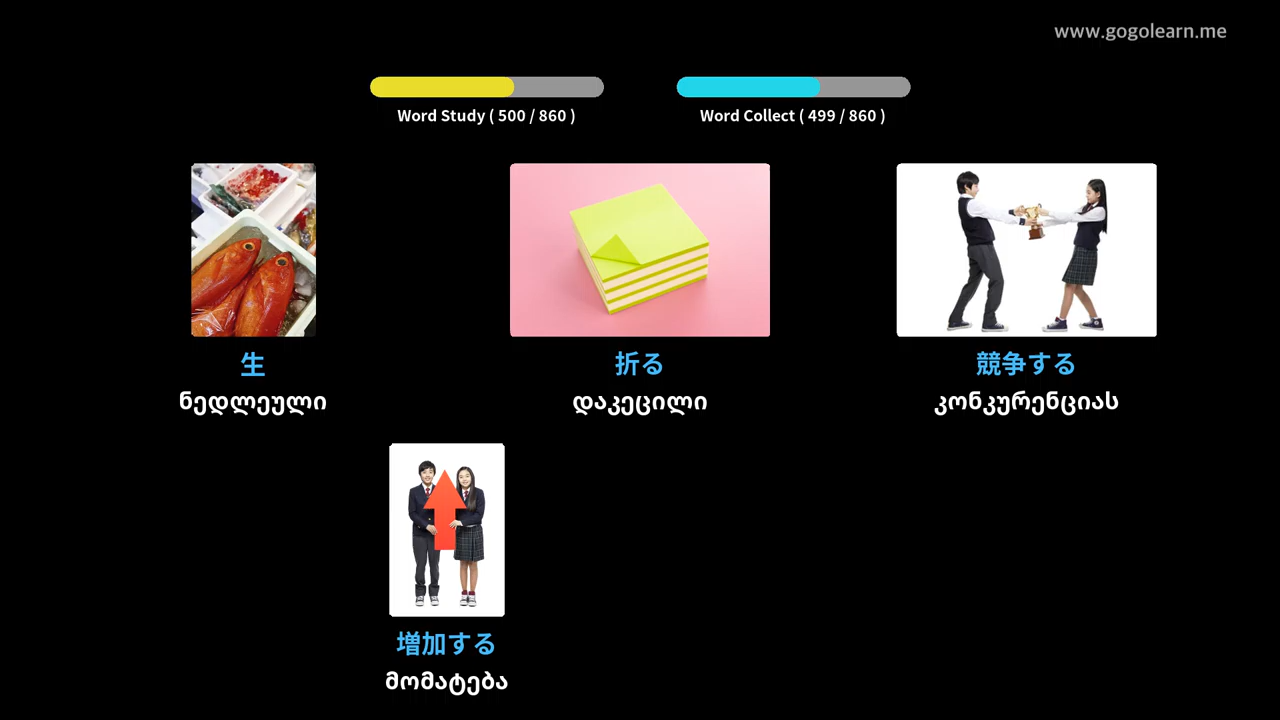 www.gogolearn.me
Word Study ( 500 / 860 )
Word Collect ( 499 / 860 )
生
ნედლეული
折る
დაკეცილი
競争する
კონკურენციას
増加する
მომატება